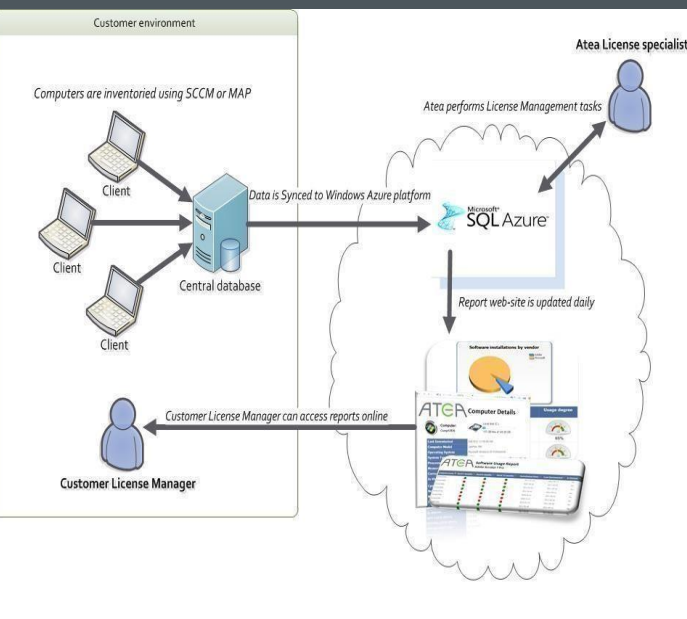 Customer environment
Atea License specialist
Computers are inventoried using SCCM or MAP
Atea performs License Management tasks
Client
Data is Synced to Windows Azure platform
Microsoft®
SQL Azure™
Client
Central database
Report web-site is updated daily
Client
Software installations by vendor
Customer License Manager can access reports online
ATEA
Computer Details
Usage degree
Computer
Customer License Manager
ATEA
Software Usage Report